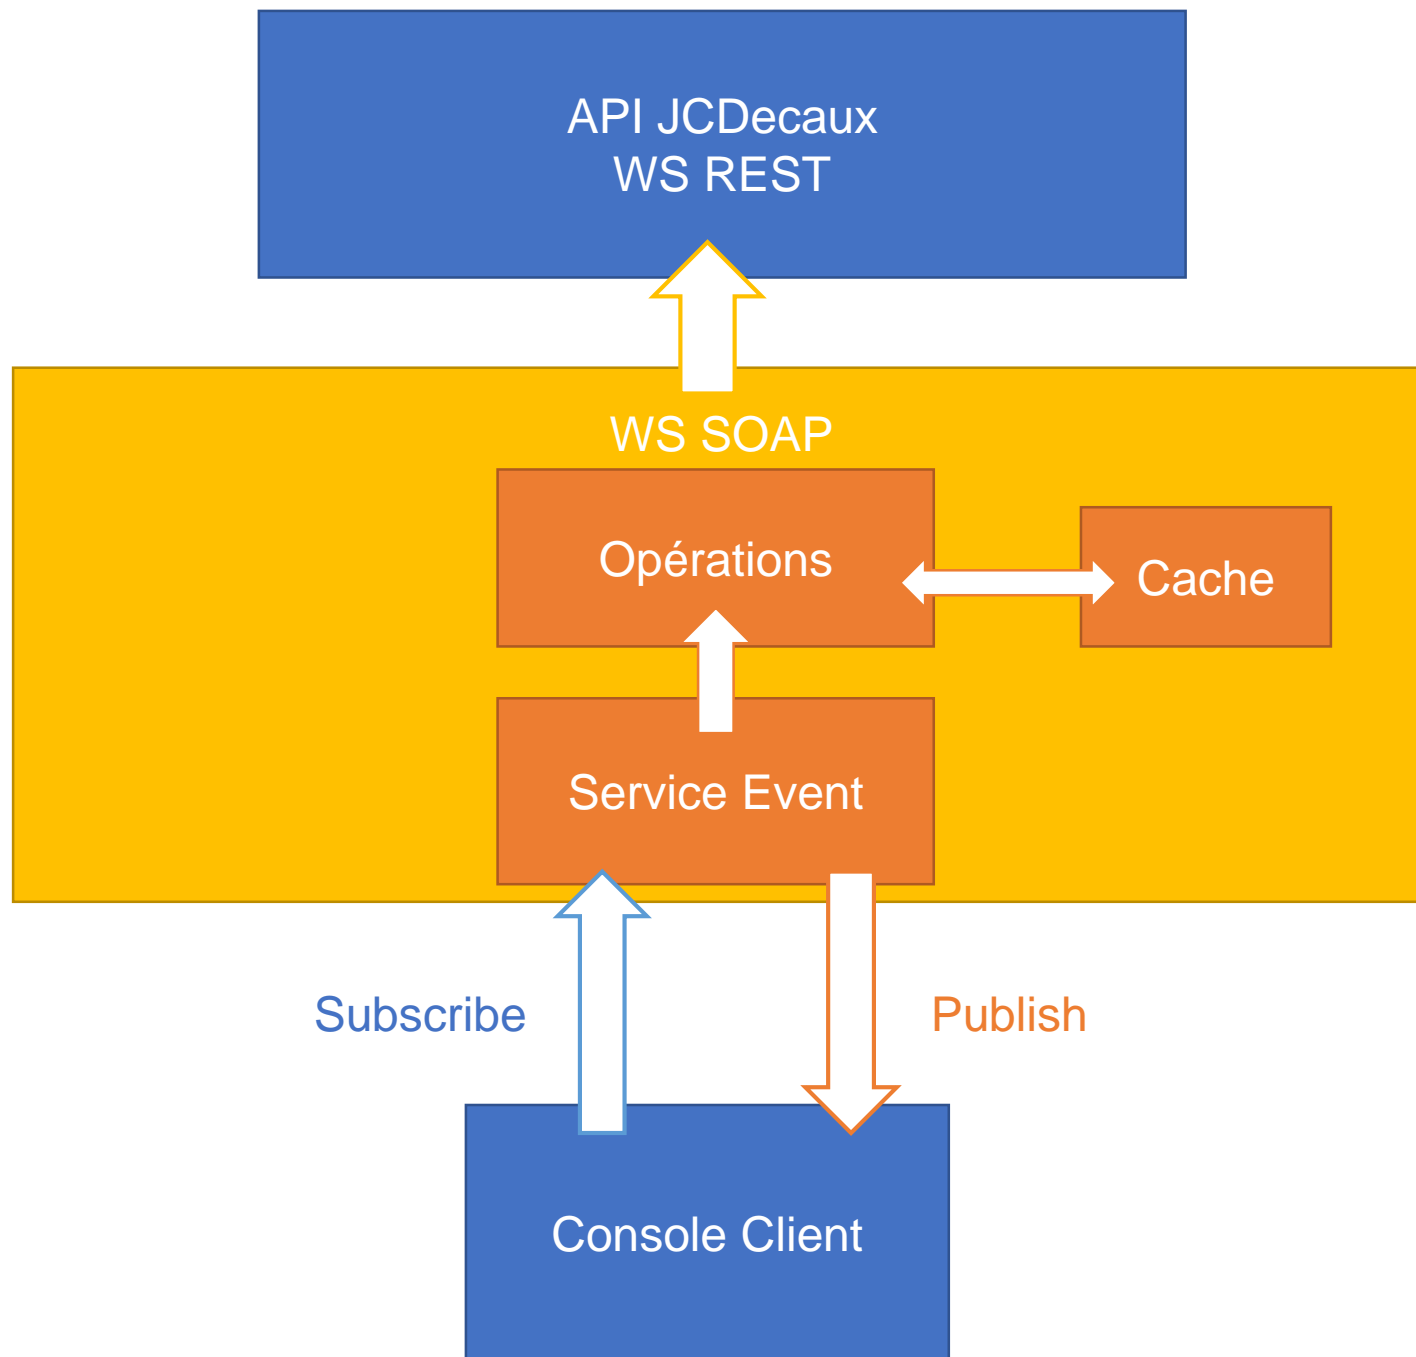 API JCDecaux
WS REST
WS SOAP
Opérations
Cache
Service Event
Subscribe
Publish
Console Client